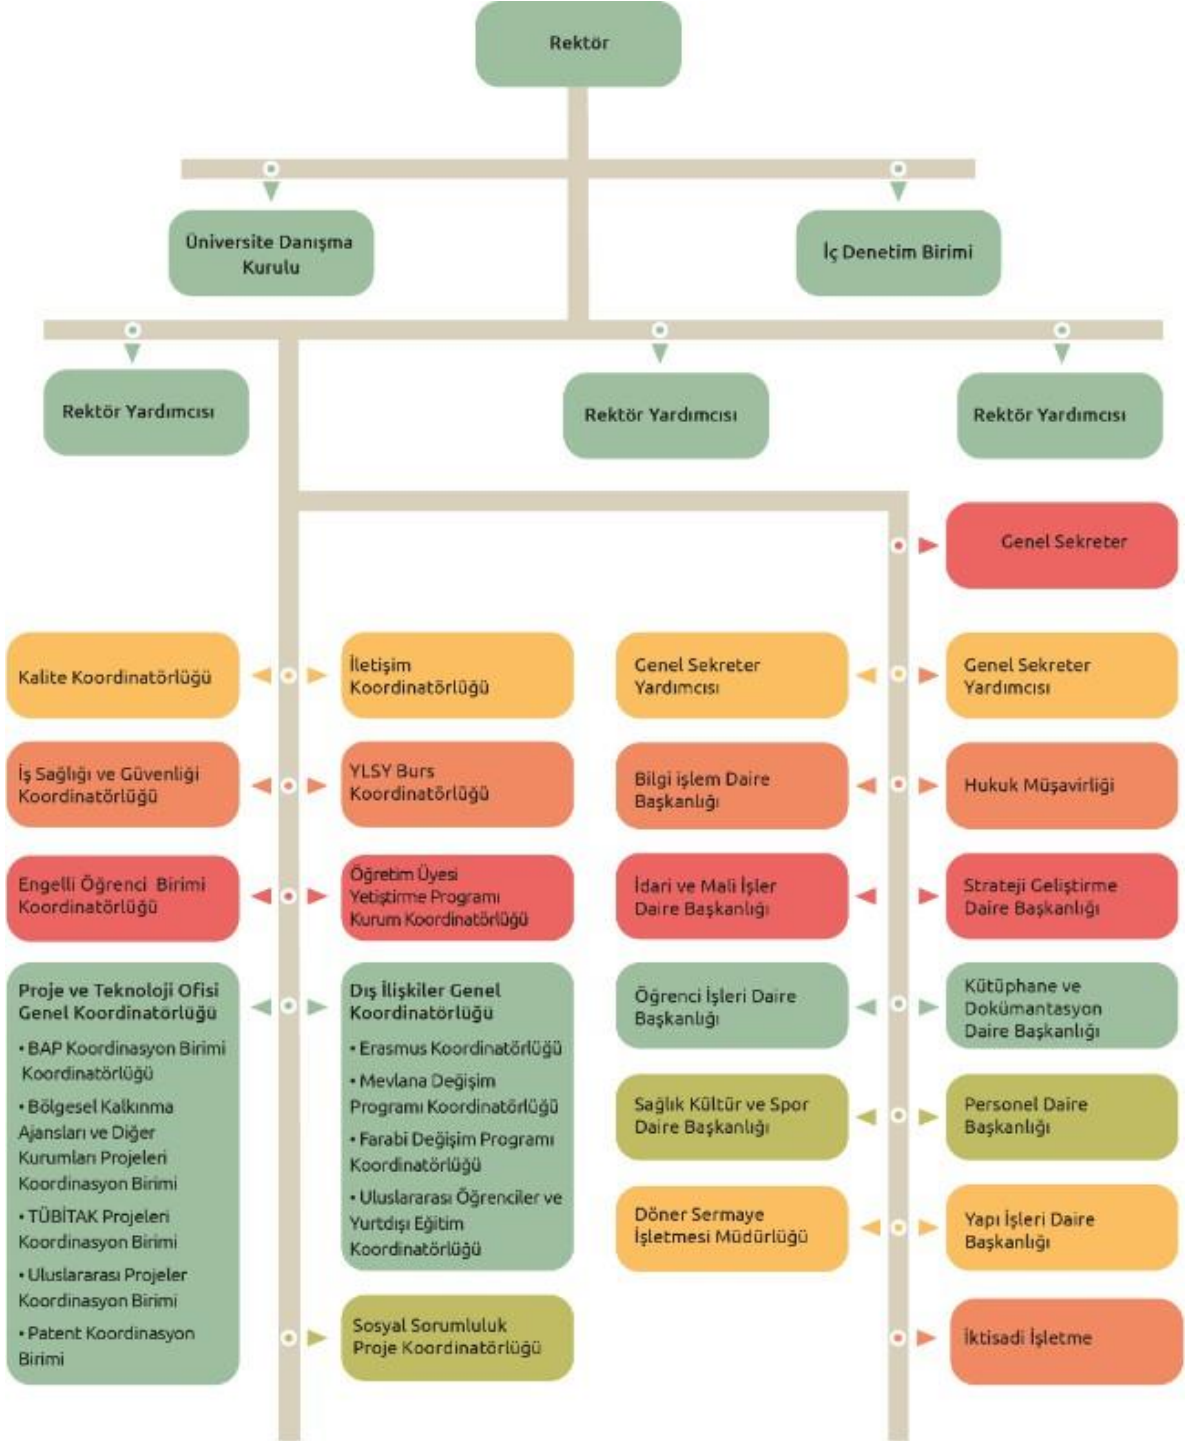 Rektör
Üniversite Danışma
Kurulu
İç Denetim Birimi
Rektör Yardımcısı
Rektör Yardımcısı
Rektör Yardımcısı
Genel Sekreter
Kalite Koordinatörlüğü
İletişim
Koordinatörlüğü
Genel Sekreter
Yardımcısı
Genel Sekreter
Yardımcısı
İş Sağlığı ve Güvenliği
Koordinatörlüğü
YLSY Burs
Koordinatörlüğü
Bilgi işlem Daire
Başkanlığı
Hukuk Müşavirliği
Engelli Öğrenci Birimi
Koordinatörlüğü
Öğretim Üyesi
Yetiştirme Programı
Kurum Koordinatörlüğü
İdari ve Mali İşler
Daire Başkanlığı
Strateji Geliştirme
Daire Başkanlığı
Proje ve Teknoloji Ofisi
Genel Koordinatörlüğü
• BAP Koordinasyon Birimi
Koordinatörlüğü
• Bölgesel Kalkınma
Ajansları ve Diğer
Kurumları Projeleri
Koordinasyon Birimi
• TÜBİTAK Projeleri
Koordinasyon Birimi
• Uluslararası Projeler
Koordinasyon Birimi
• Patent Koordinasyon
Birimi
Dış İlişkiler Genel
Koordinatörlüğü
• Erasmus Koordinatörlüğü
• Mevlana Değişim
Programı Koordinatörlüğü
• Farabi Değişim Programı
Koordinatörlüğü
• Uluslararası Öğrenciler ve
Yurtdışı Eğitim
Koordinatörlüğü
Öğrenci İşleri Daire
Başkanlığı
Kütüphane ve
Dokümantasyon
Daire Başkanlığı
Sağlık Kültür ve Spor
Daire Başkanlığı
Personel Daire
Başkanlığı
Döner Sermaye
İşletmesi Müdürlüğü
Yapı İşleri Daire
Başkanlığı
Sosyal Sorumluluk
Proje Koordinatörlüğü
İktisadi İşletme